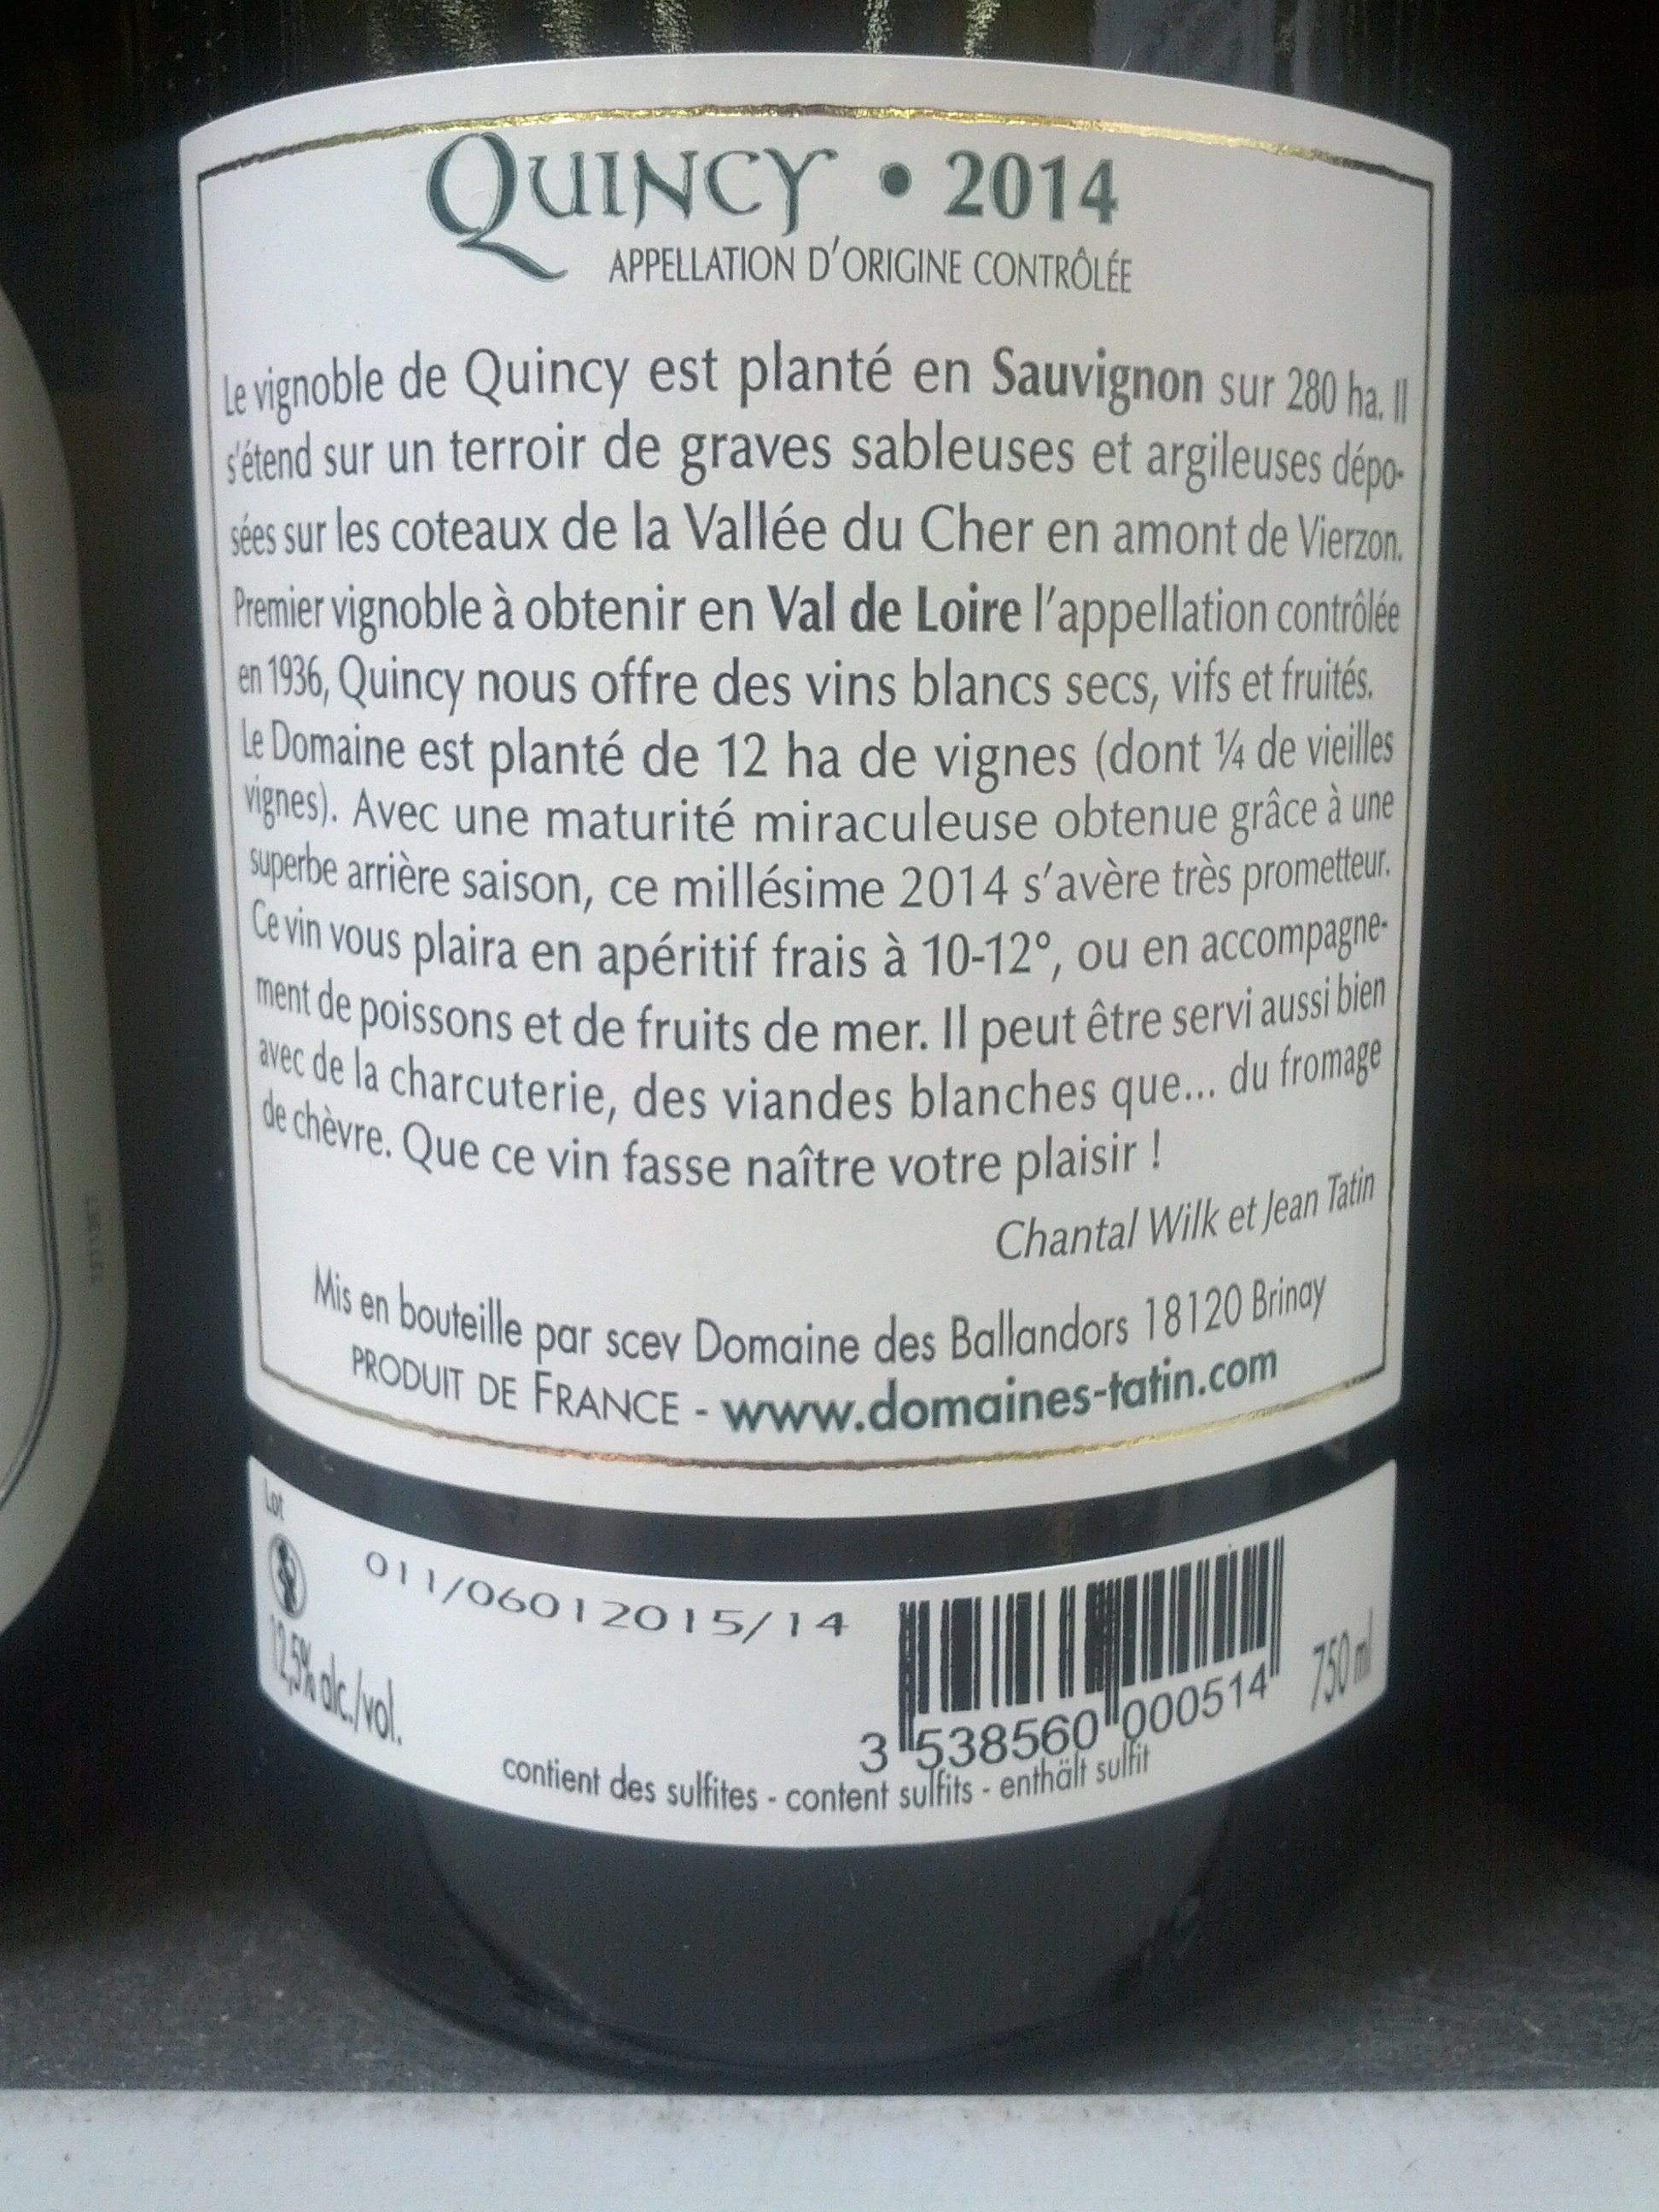 QUINCY • 2014
APPELLATION D'ORIGINE CONTRÔLÉE
Le vignoble de Quincy est planté en Sauvignon sur 280 ha. Il
s'étend sur un terroir de graves sableuses et argileuses dépo-
sées sur les coteaux de la Vallée du Cher en amont de Vierzon.
Premier vignoble à obtenir en Val de Loire l'appellation contrôlée
en 1936, Quincy nous offre des vins blancs secs, vifs et fruités.
Le Domaine est planté de 12 ha de vignes (dont ¼ de vieilles
vignes). Avec une maturité miraculeuse obtenue grâce à une
superbe arrière saison, ce millésime 2014 s'avère très prometteur.
Ce vin vous plaira en apéritif frais à 10-12°, ou en accompagne-
ment de poissons et de fruits de mer. Il peut être servi aussi bien
avec de la charcuterie, des viandes blanches que... du fromage
de chèvre. Que ce vin fasse naître votre plaisir !
Chantal Wilk et Jean Tatin
Mis en bouteille par scev Domaine des Ballandors 18120 Brinay
PRODUIT DE FRANCE - www.domaines-tatin.com
Lot
011/06012015/14
12,5% alc./vol.
3 538560 000514
750 ml
contient des sulfites - content sulfits - enthält sulfit